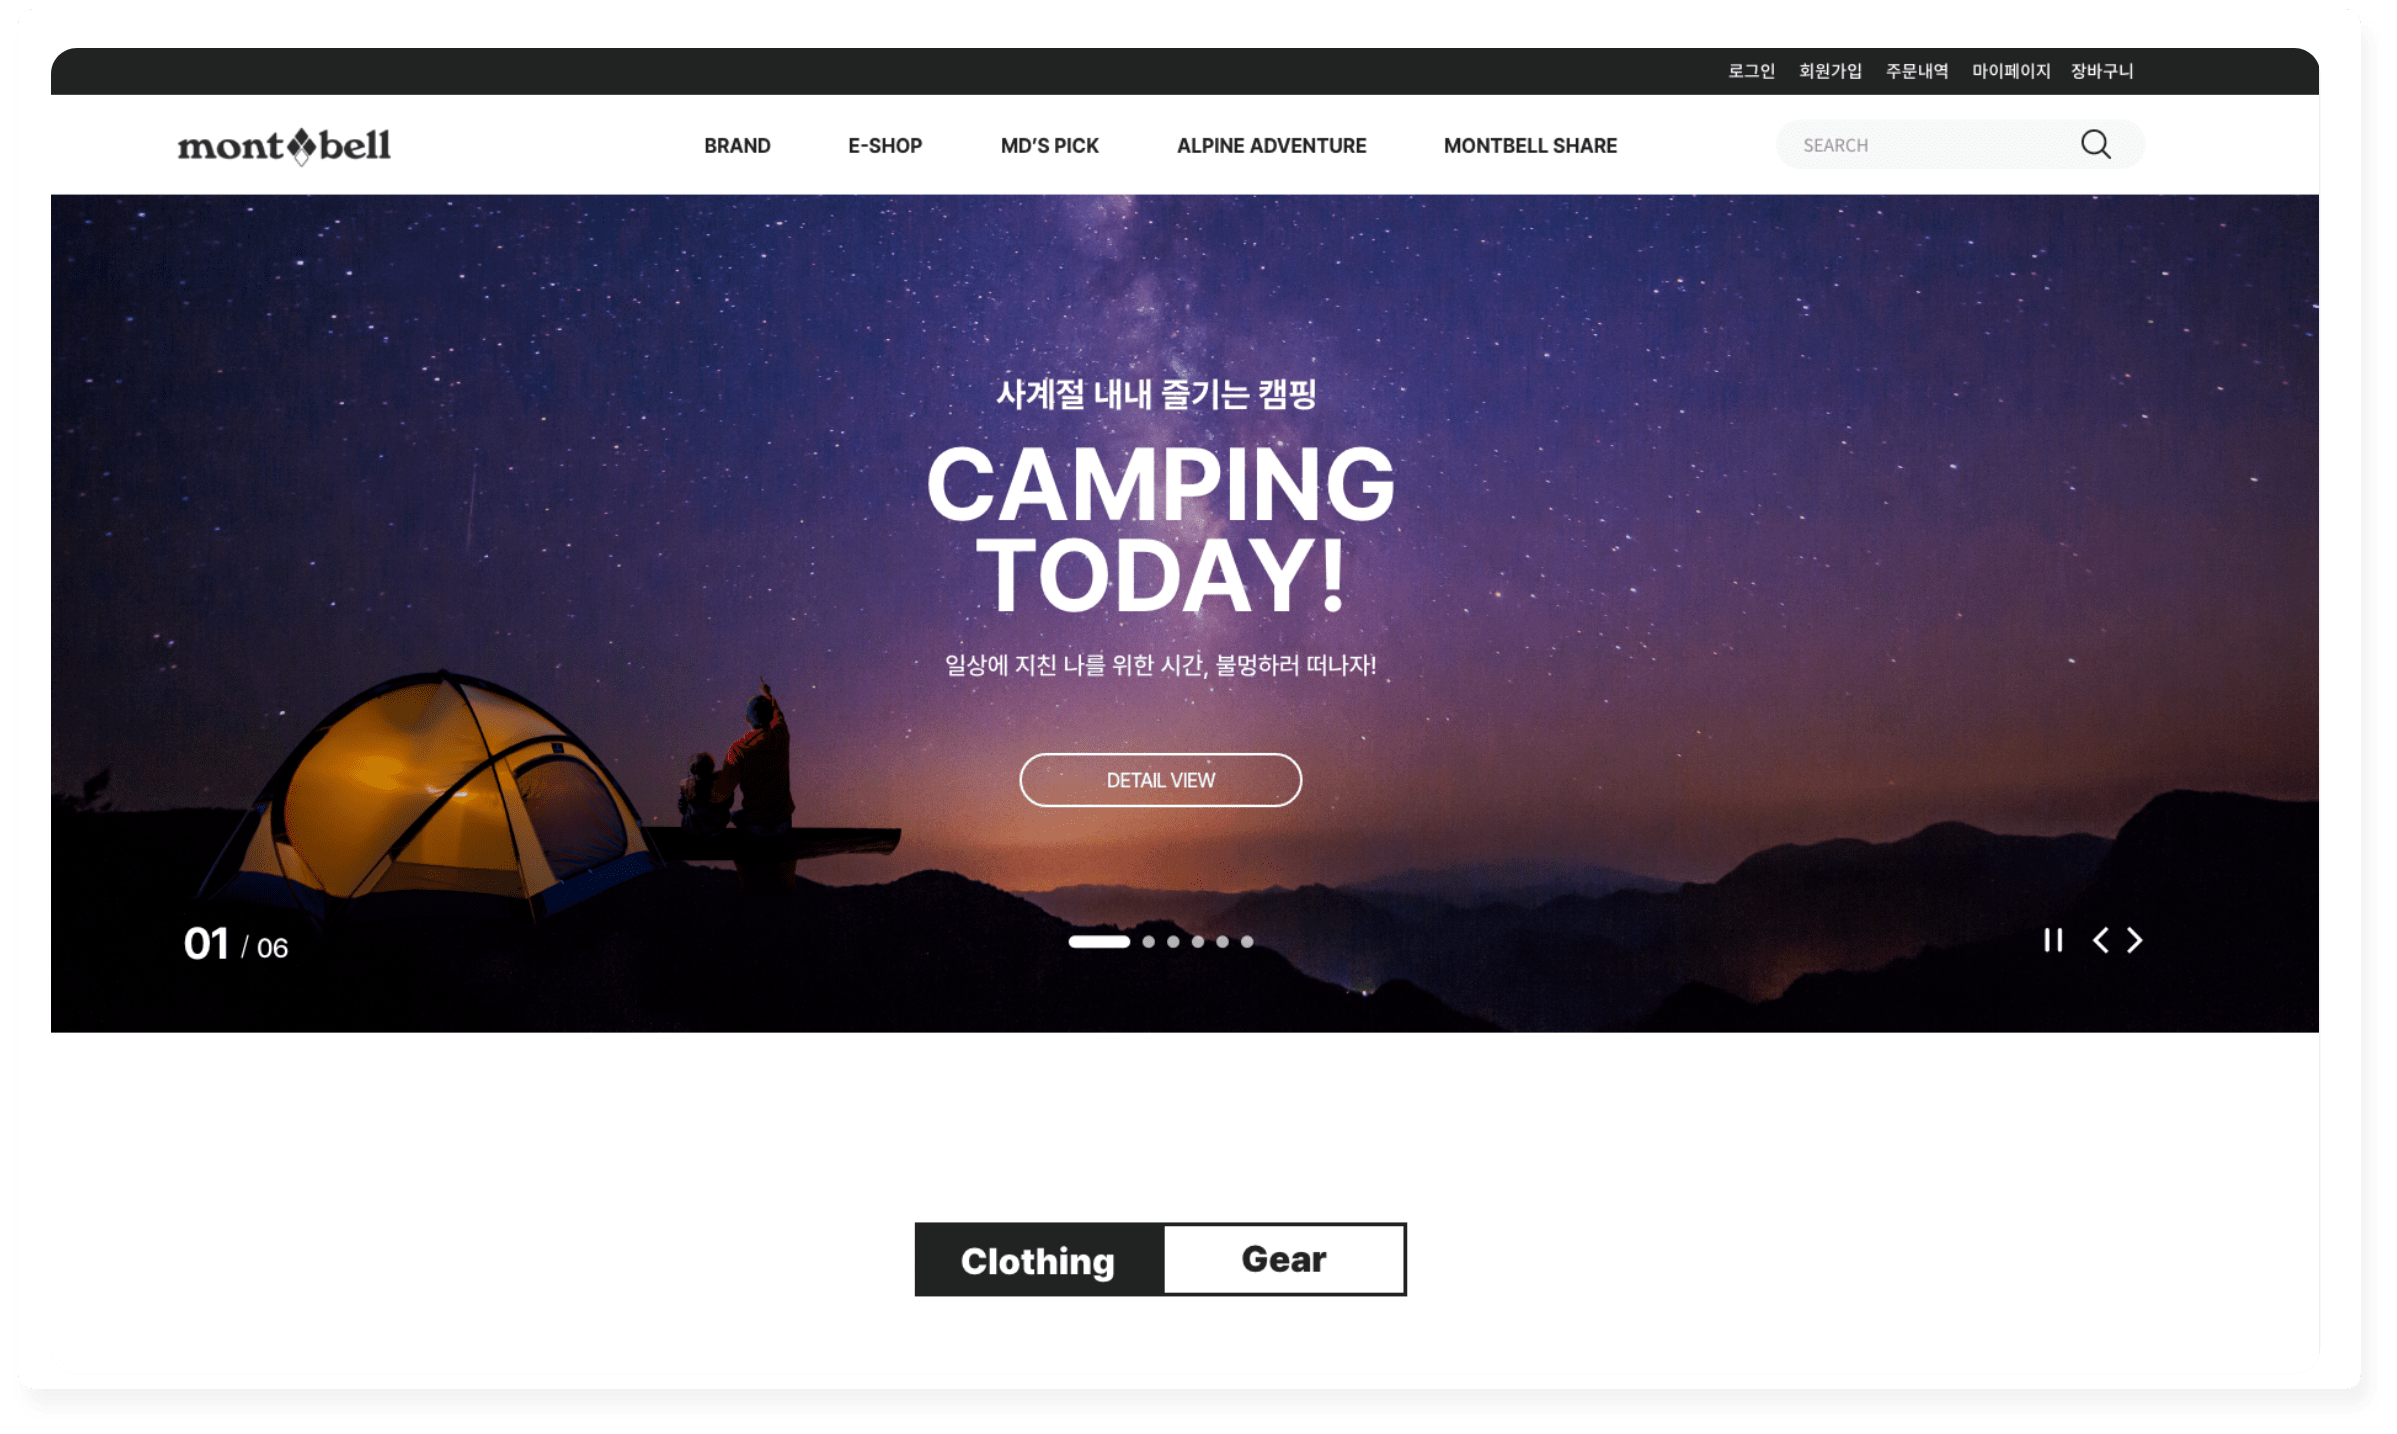 로그인 회원가입 주문내역 마이페이지 장바구니
mont bell BRAND E-SHOP MD’S PICK ALPINE ADVENTURE MONTBELL SHARE SEARCH
사계절 내내 즐기는 캠핑
CAMPING
TODAY!
일상에 지친 나를 위한 시간, 불멍하러 떠나자!
DETAIL VIEW
01 / 06
Clothing Gear